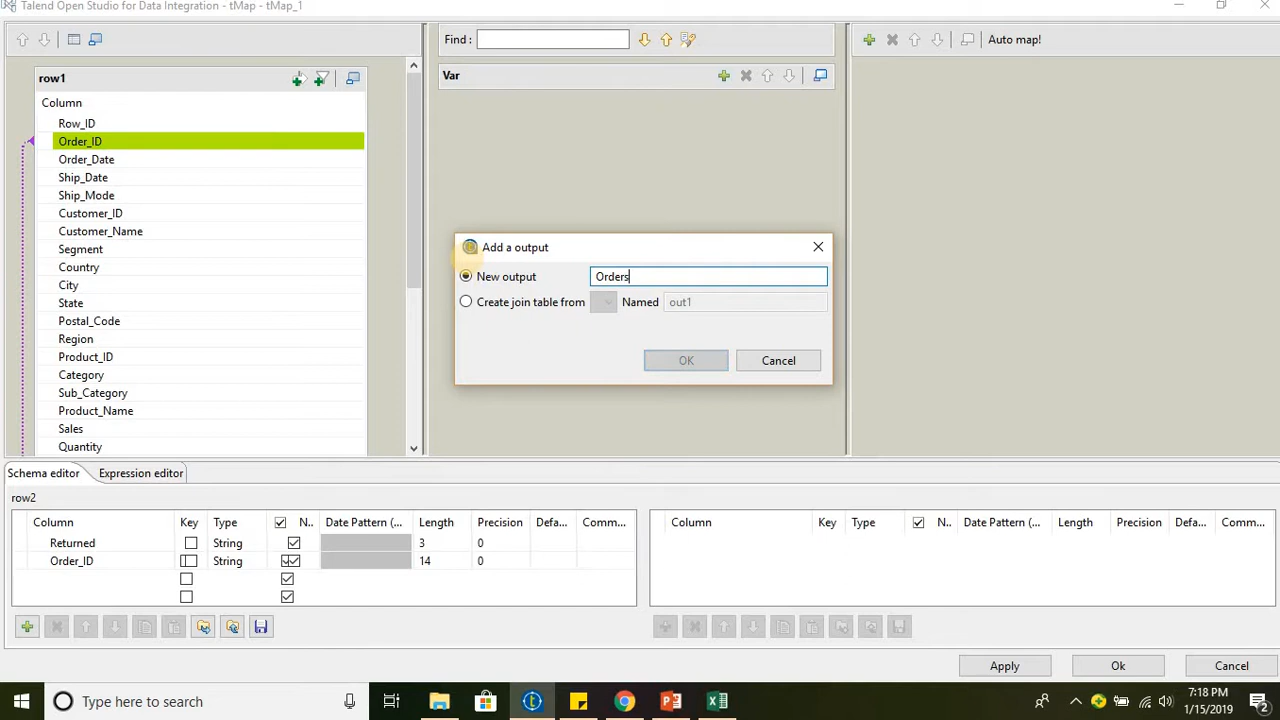 Talend Open Studio for Data Integration - tMap - tMap_1
Find :
Auto map!
row1
Var
Column
Row_ID
Order_ID
Order_Date
Ship_Date
Ship_Mode
Customer_ID
Customer_Name
Segment
Country
City
State
Postal_Code
Region
Product_ID
Category
Sub_Category
Product_Name
Sales
Quantity
Add a output
New output Orders
Create join table from Named out1
OK Cancel
Schema editor Expression editor
row2
Column Key Type N.. Date Pattern (... Length Precision Defa... Comm...
Returned String 3 0
Order_ID String 14 0
Column Key Type N.. Date Pattern (... Length Precision Defa... Comm...
Apply Ok Cancel
Type here to search
7:18 PM
1/15/2019
2